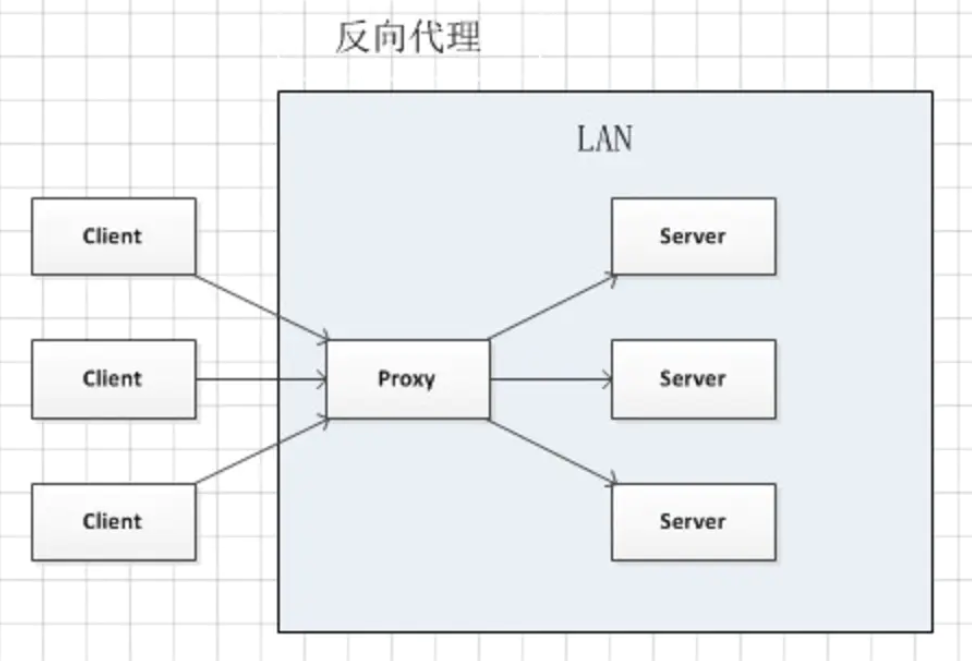 反向代理
LAN
Client
Server
Client
Proxy
Server
Client
Server